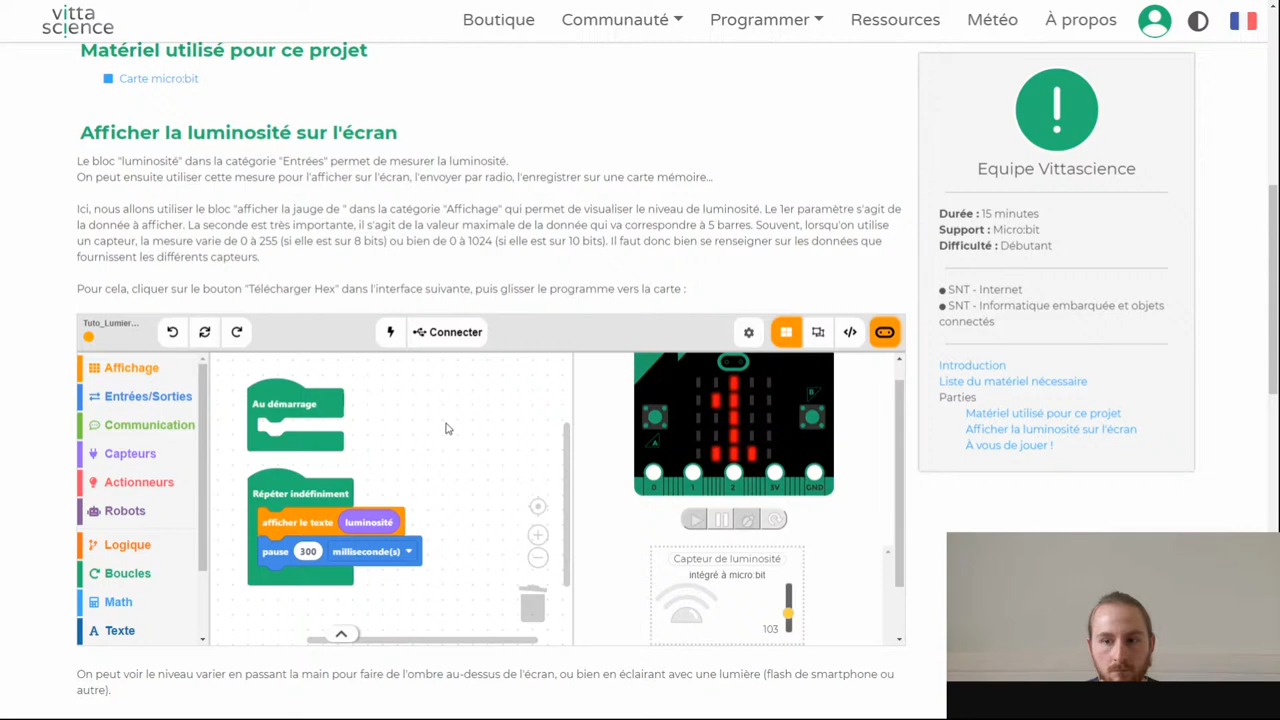 vitta
science
Boutique
Communauté
Programmer
Ressources
Météo
À propos
Matériel utilisé pour ce projet
Carte micro:bit
Afficher la luminosité sur l'écran
Le bloc "luminosité" dans la catégorie "Entrées" permet de mesurer la luminosité.
On peut ensuite utiliser cette mesure pour l'afficher sur l'écran, l'envoyer par radio, l'enregistrer sur une carte mémoire...
Ici, nous allons utiliser le bloc "afficher la jauge de " dans la catégorie "Affichage" qui permet de visualiser le niveau de luminosité. Le 1er paramètre s'agit de
la donnée à afficher. La seconde est très importante, il s'agit de la valeur maximale de la donnée qui va correspondre à 5 barres. Souvent, lorsqu'on utilise
un capteur, la mesure varie de 0 à 255 (si elle est sur 8 bits) ou bien de 0 à 1024 (si elle est sur 10 bits). Il faut donc bien se renseigner sur les données que
fournissent les différents capteurs.
Pour cela, cliquer sur le bouton "Télécharger Hex" dans l'interface suivante, puis glisser le programme vers la carte :
Tuto_Lumier...
Connecter
Affichage
Entrées/Sorties
Communication
Capteurs
Actionneurs
Robots
Logique
Boucles
Math
Texte
Au démarrage
Répéter indéfiniment
afficher le texte luminosité
pause 300 milliseconde(s)
A
B
0 1 2 3V GND
Capteur de luminosité
intégré à micro:bit
103
On peut voir le niveau varier en passant la main pour faire de l'ombre au-dessus de l'écran, ou bien en éclairant avec une lumière (flash de smartphone ou
autre).
Equipe Vittascience
Durée : 15 minutes
Support : Micro:bit
Difficulté : Débutant
SNT - Internet
SNT - Informatique embarquée et objets
connectés
Introduction
Liste du matériel nécessaire
Parties
Matériel utilisé pour ce projet
Afficher la luminosité sur l'écran
À vous de jouer !